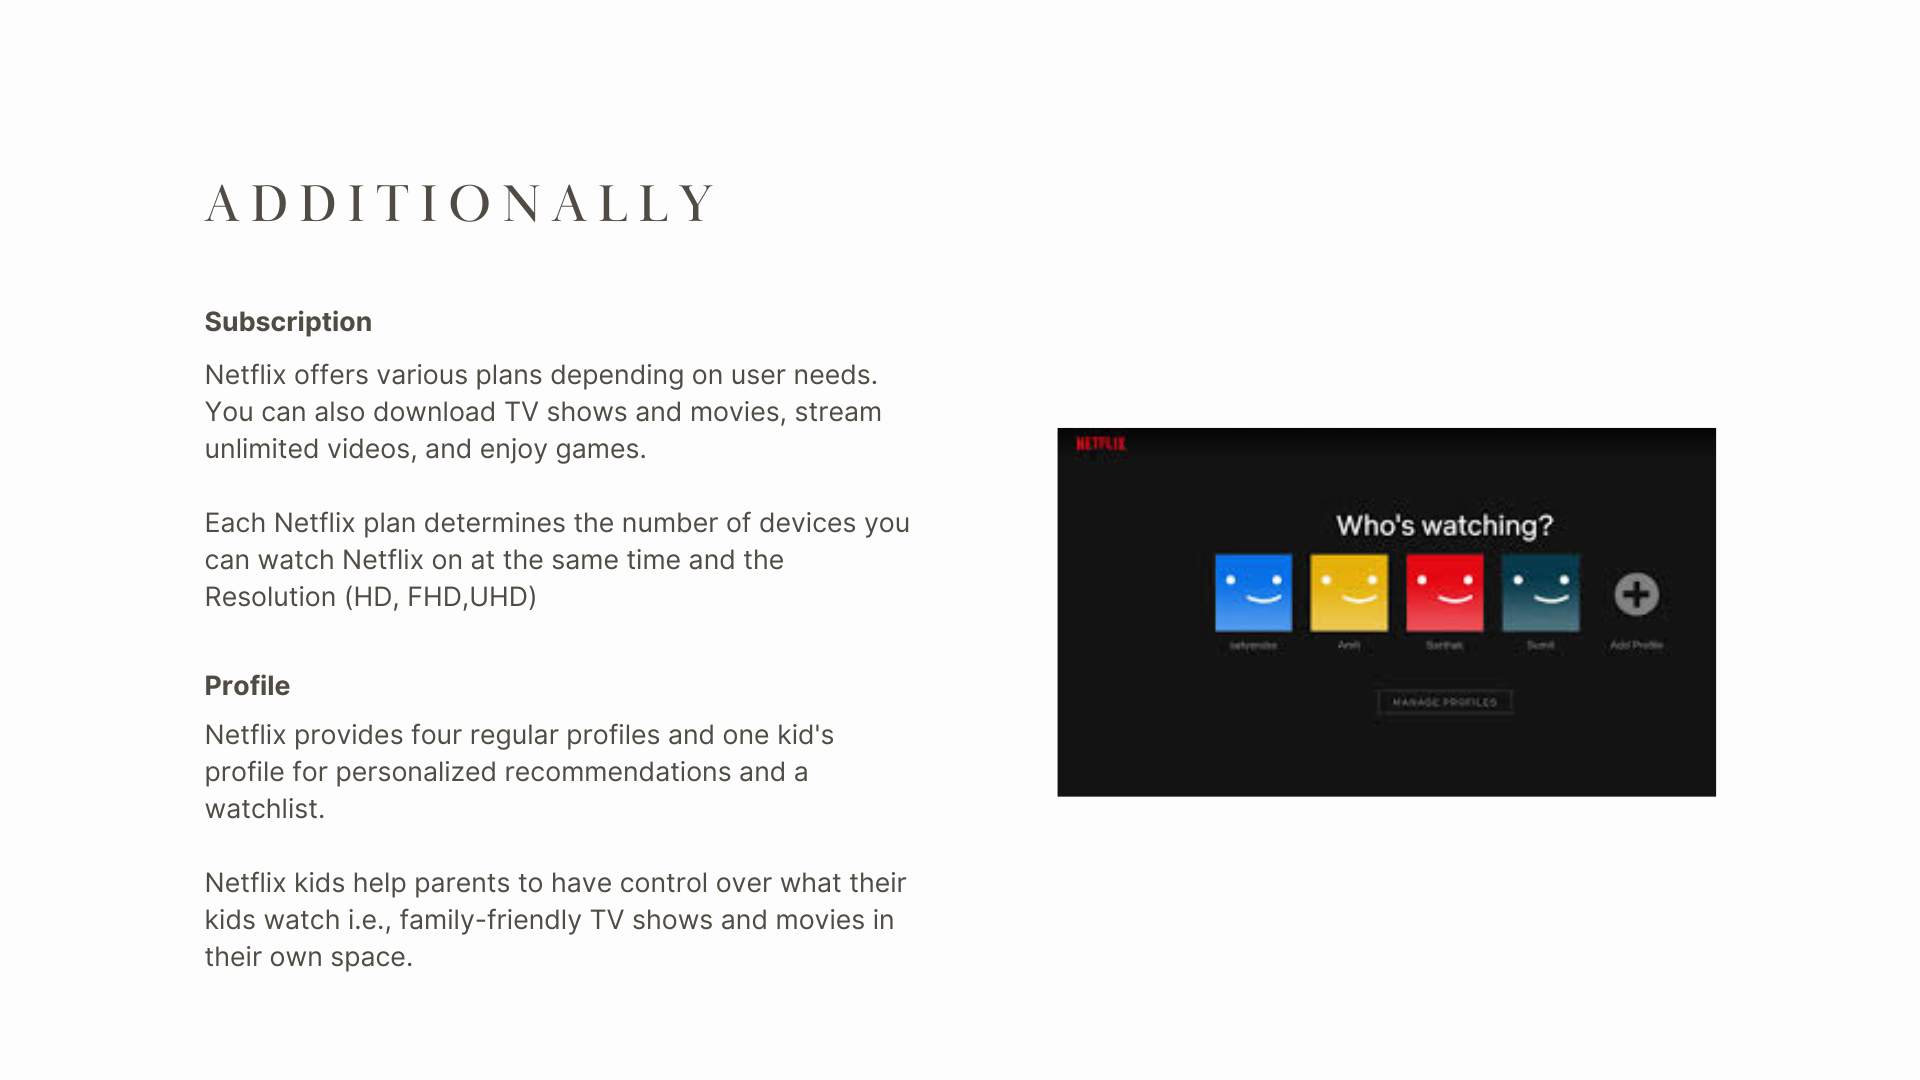 ADDITIONALLY
Subscription
Netflix offers various plans depending on user needs.
You can also download TV shows and movies, stream
unlimited videos, and enjoy games.
Each Netflix plan determines the number of devices you
can watch Netflix on at the same time and the
Resolution (HD, FHD,UHD)
Profile
Netflix provides four regular profiles and one kid's
profile for personalized recommendations and a
watchlist.
Netflix kids help parents to have control over what their
kids watch i.e., family-friendly TV shows and movies in
their own space.
NETFLIX
Who's watching?
Add Profile
MANAGE PROFILES